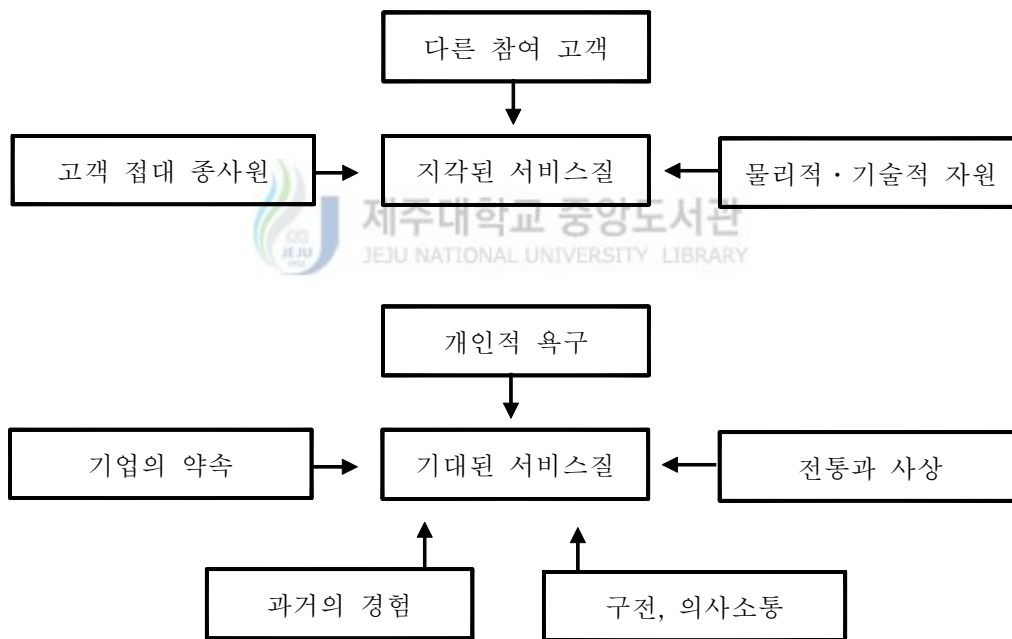 다른 참여 고객
고객 접대 종사원
지각된 서비스질
물리적·기술적 자원
제주대학교 중앙도서관
JEJU NATIONAL UNIVERSITY LIBRARY
JEJU
1952
개인적 욕구
기업의 약속
기대된 서비스질
전통과 사상
과거의 경험
구전, 의사소통